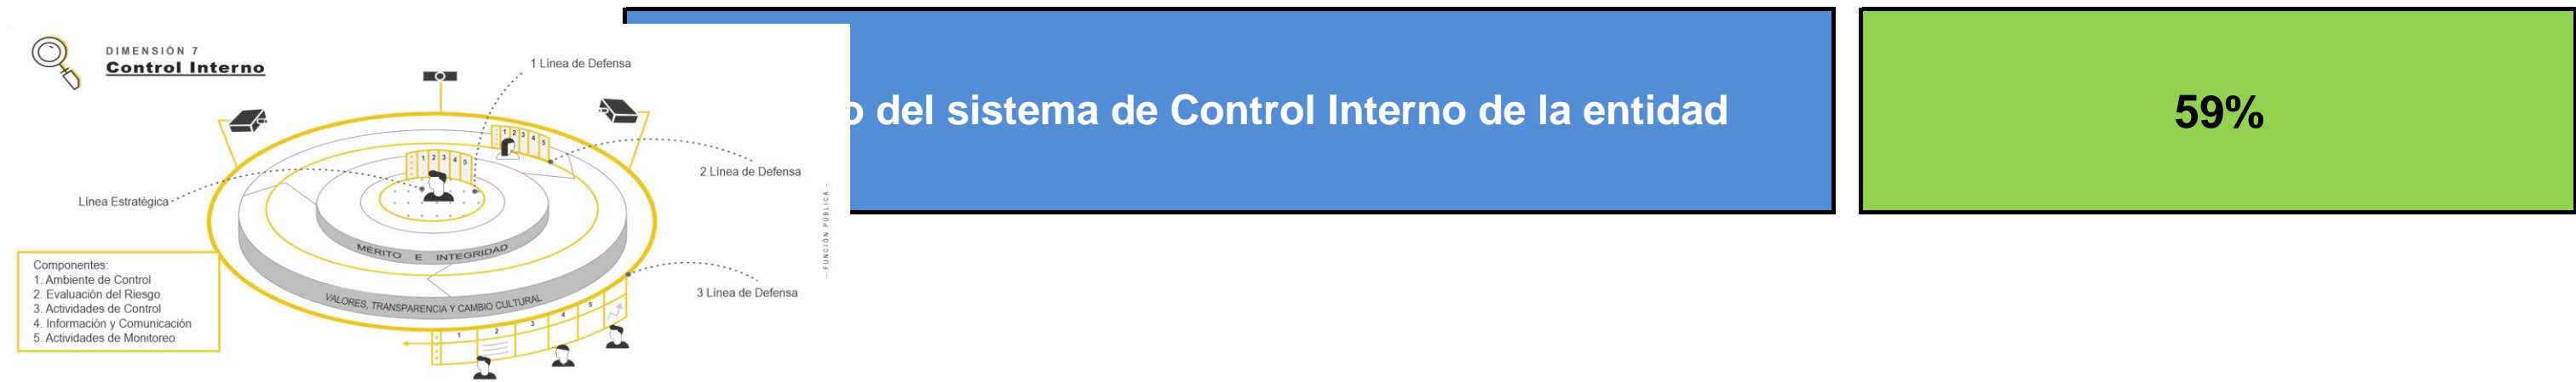 DIMENSIÓN 7
Control Interno
1 Línea de Defensa
2 Línea de Defensa
Línea Estratégica
3 Línea de Defensa
1 2 3 4 5
1 2 3 4 5
MÉRITO E INTEGRIDAD
VALORES, TRANSPARENCIA Y CAMBIO CULTURAL
1 2 3 4 5
Componentes:
1. Ambiente de Control
2. Evaluación del Riesgo
3. Actividades de Control
4. Información y Comunicación
5. Actividades de Monitoreo
- FUNCIÓN PÚBLICA -
del sistema de Control Interno de la entidad
59%